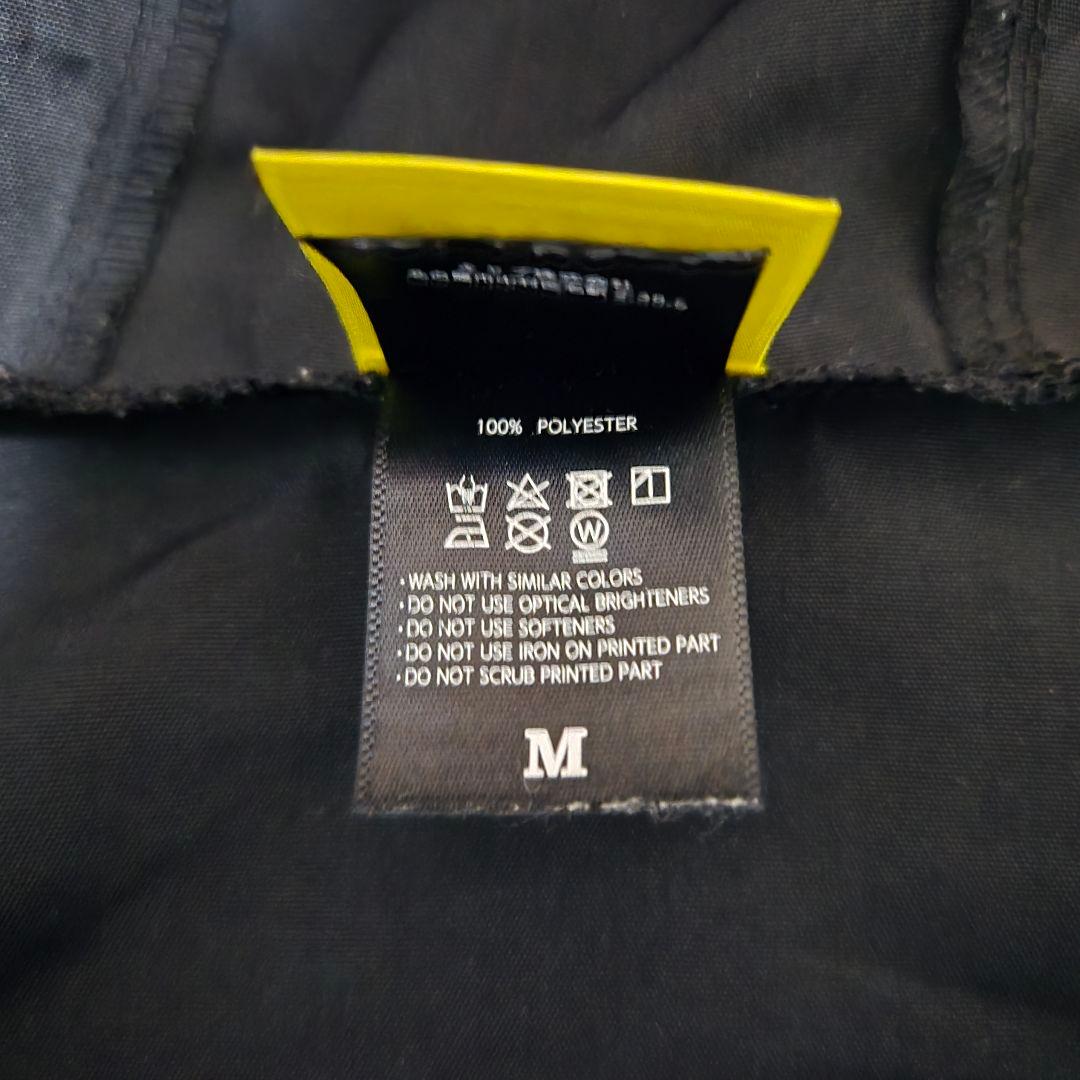 100% POLYESTER
W
• WASH WITH SIMILAR COLORS
• DO NOT USE OPTICAL BRIGHTENERS
• DO NOT USE SOFTENERS
• DO NOT USE IRON ON PRINTED PART
• DO NOT SCRUB PRINTED PART
M